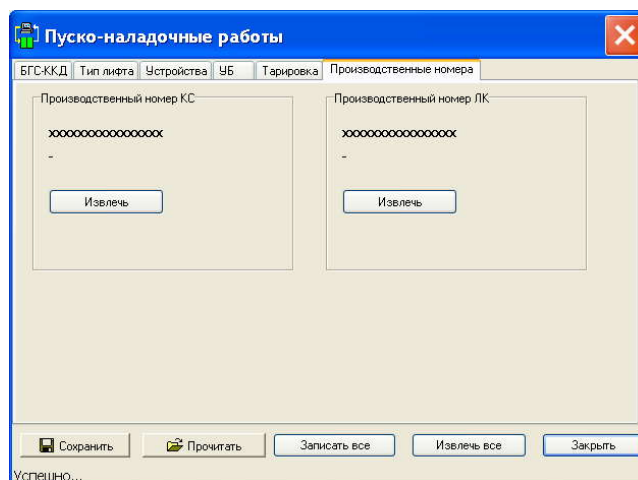 Пуско-наладочные работы
БГС-ККД Тип лифта Устройства УБ Тарировка Производственные номера
Производственный номер КС Производственный номер ЛК
xxxxxxxxxxxxxxxx xxxxxxxxxxxxxxxx
- -
Извлечь Извлечь
Сохранить Прочитать Записать все Извлечь все Закрыть
Успешно...